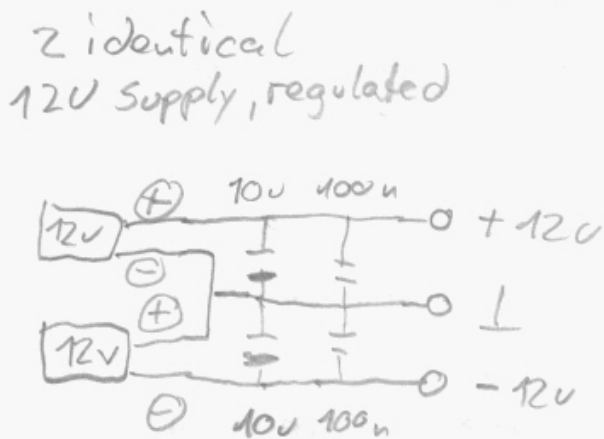 2 identical
12V supply, regulated
+ 10u 100n
12v + 12v
-
+ ⊥
12v - 12v
- 10u 100n